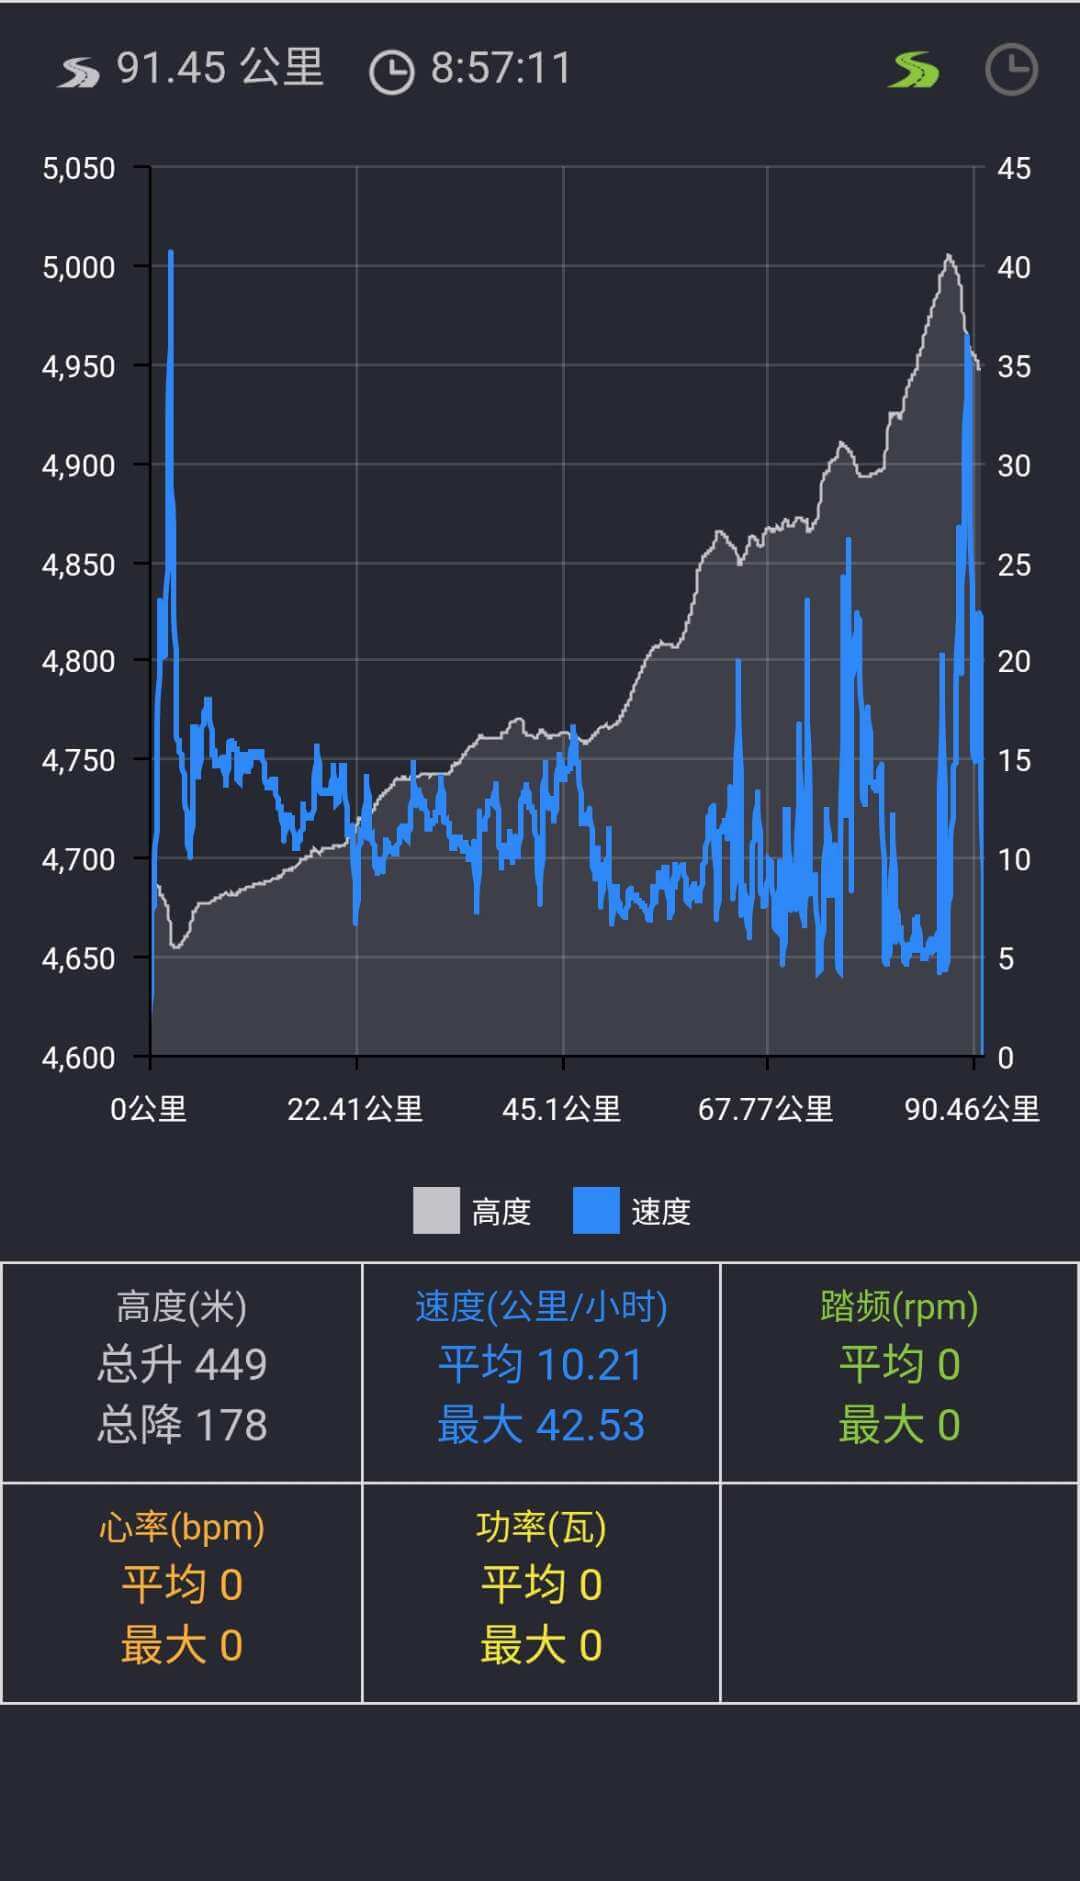 91.45 公里 8:57:11
5,050 45
5,000 40
4,950 35
4,900 30
4,850 25
4,800 20
4,750 15
4,700 10
4,650 5
4,600 0
0公里 22.41公里 45.1公里 67.77公里 90.46公里
高度 速度
高度(米) 速度(公里/小时) 踏频(rpm)
总升 449 平均 10.21 平均 0
总降 178 最大 42.53 最大 0
心率(bpm) 功率(瓦)
平均 0 平均 0
最大 0 最大 0